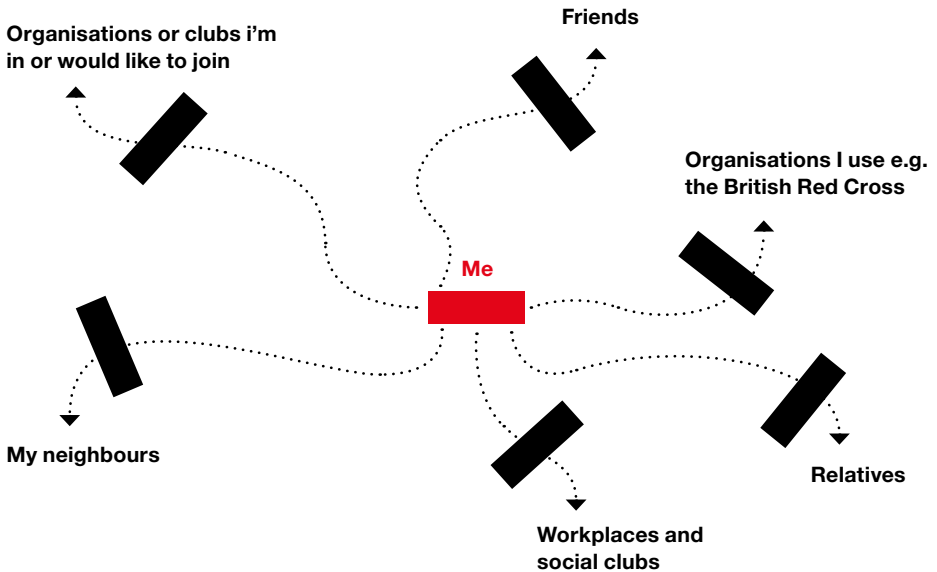 Friends
Organisations or clubs i'm
in or would like to join
Organisations I use e.g.
the British Red Cross
Me
My neighbours
Relatives
Workplaces and
social clubs